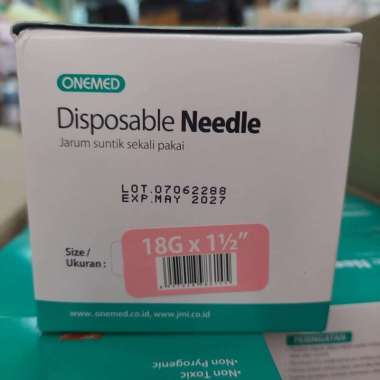 ONEMED
Disposable Needle
Jarum suntik sekali pakai
LOT.07062288
EXP.MAY 2027
Size /
Ukuran :
18G x 1½"
www.onemed.co.id, www.jmi.co.id
PERINGATAN
•Non Toxic
•Non Pyrogenic